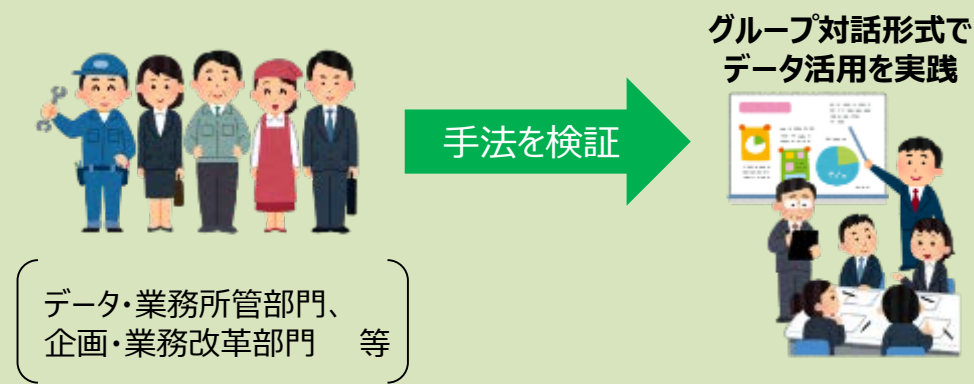 グループ対話形式で
データ活用を実践
手法を検証
データ・業務所管部門、
企画・業務改革部門　等